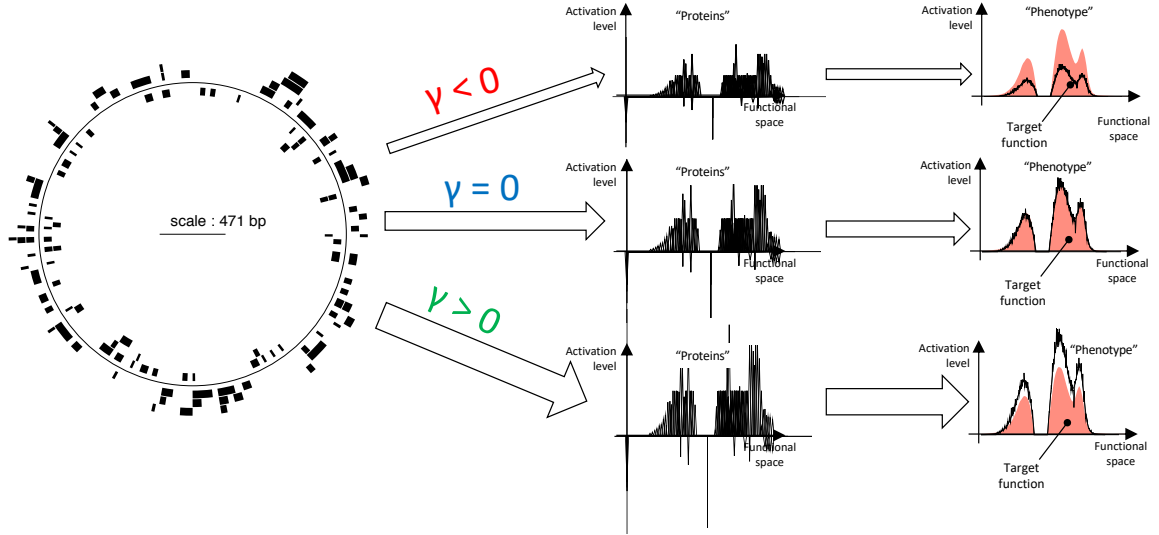 Activation
level
"Proteins"
Functional
space
Activation
level
"Phenotype"
Target
function
Functional
space
γ < 0
scale : 471 bp
γ = 0
Activation
level
"Proteins"
Functional
space
Activation
level
"Phenotype"
Target
function
Functional
space
γ > 0
Activation
level
"Proteins"
Functional
space
Activation
level
"Phenotype"
Target
function
Functional
space